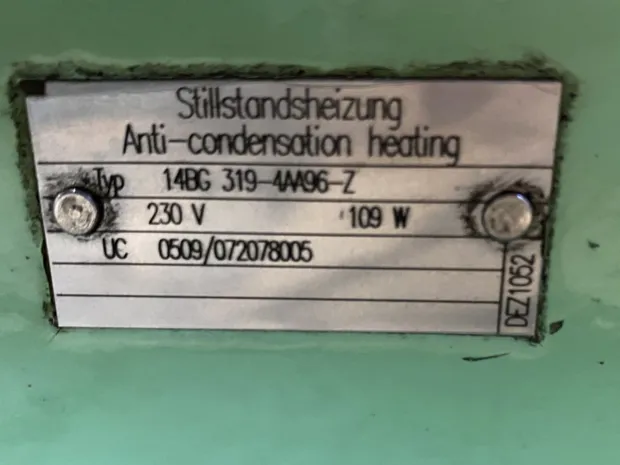 Stillstandsheizung
Anti-condensation heating
Typ 14BG 319-4AA96-Z
230 V 109 W
UC 0509/072078005
DEZ1052